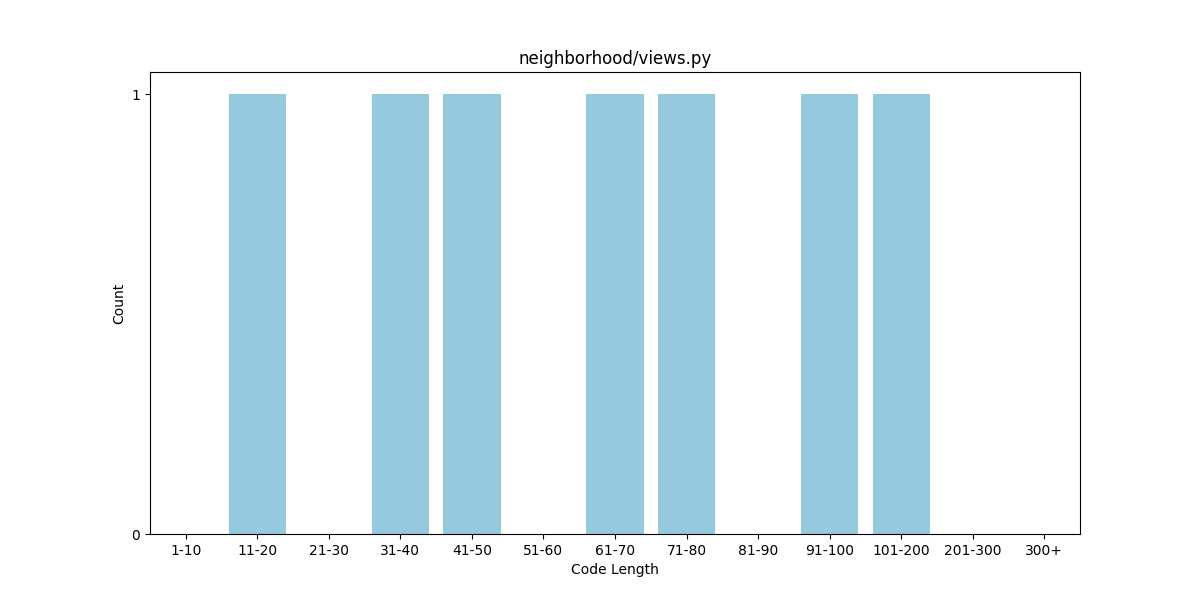 neighborhood/views.py
1
Count
0
1-10 11-20 21-30 31-40 41-50 51-60 61-70 71-80 81-90 91-100 101-200 201-300 300+
Code Length